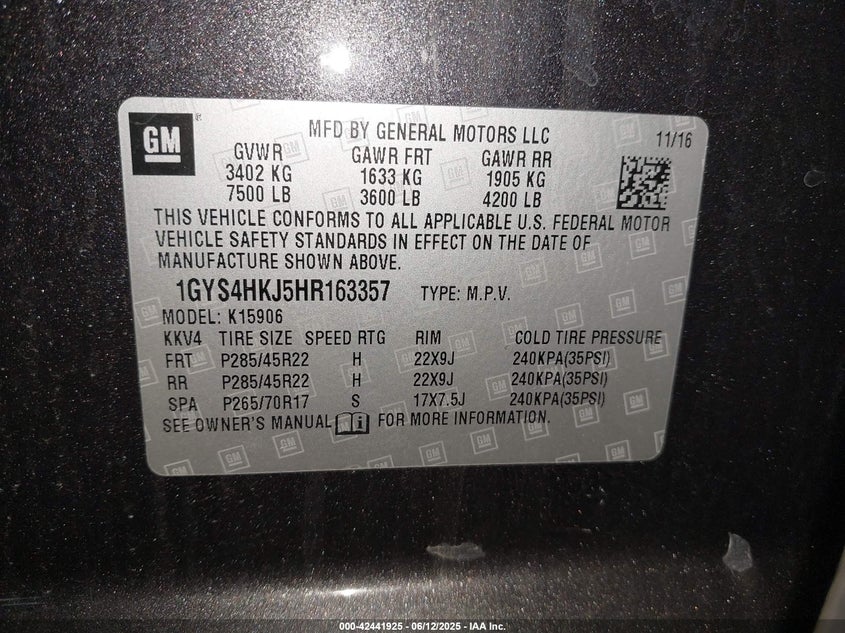 GM
MFD BY GENERAL MOTORS LLC 11/16
GVWR GAWR FRT GAWR RR
3402 KG 1633 KG 1905 KG
7500 LB 3600 LB 4200 LB
THIS VEHICLE CONFORMS TO ALL APPLICABLE U.S. FEDERAL MOTOR
VEHICLE SAFETY STANDARDS IN EFFECT ON THE DATE OF
MANUFACTURE SHOWN ABOVE.
1GYS4HKJ5HR163357 TYPE: M.P.V.
MODEL: K15906
KKV4 TIRE SIZE SPEED RTG RIM COLD TIRE PRESSURE
FRT P285/45R22 H 22X9J 240KPA(35PSI)
RR P285/45R22 H 22X9J 240KPA(35PSI)
SPA P265/70R17 S 17X7.5J 240KPA(35PSI)
SEE OWNER'S MANUAL FOR MORE INFORMATION.
000-42441925 06/12/2025 IAA Inc.